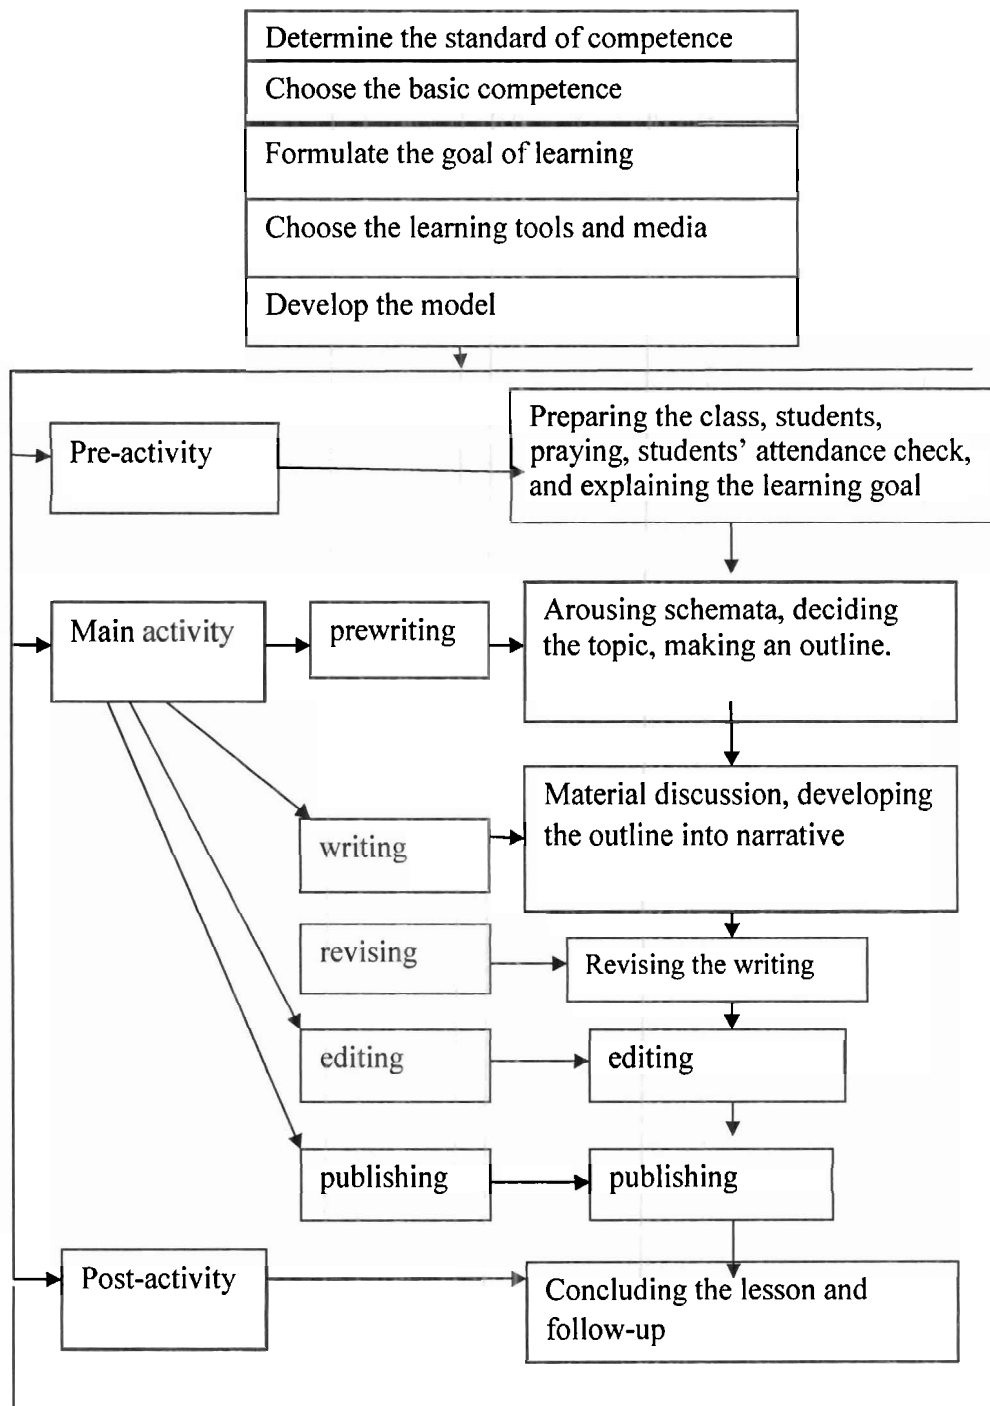 Determine the standard of competence
Choose the basic competence
Formulate the goal of learning
Choose the learning tools and media
Develop the model
Pre-activity
Preparing the class, students,
praying, students' attendance check,
and explaining the learning goal
Main activity
prewriting
Arousing schemata, deciding
the topic, making an outline.
writing
Material discussion, developing
the outline into narrative
revising
Revising the writing
editing
editing
publishing
publishing
Post-activity
Concluding the lesson and
follow-up